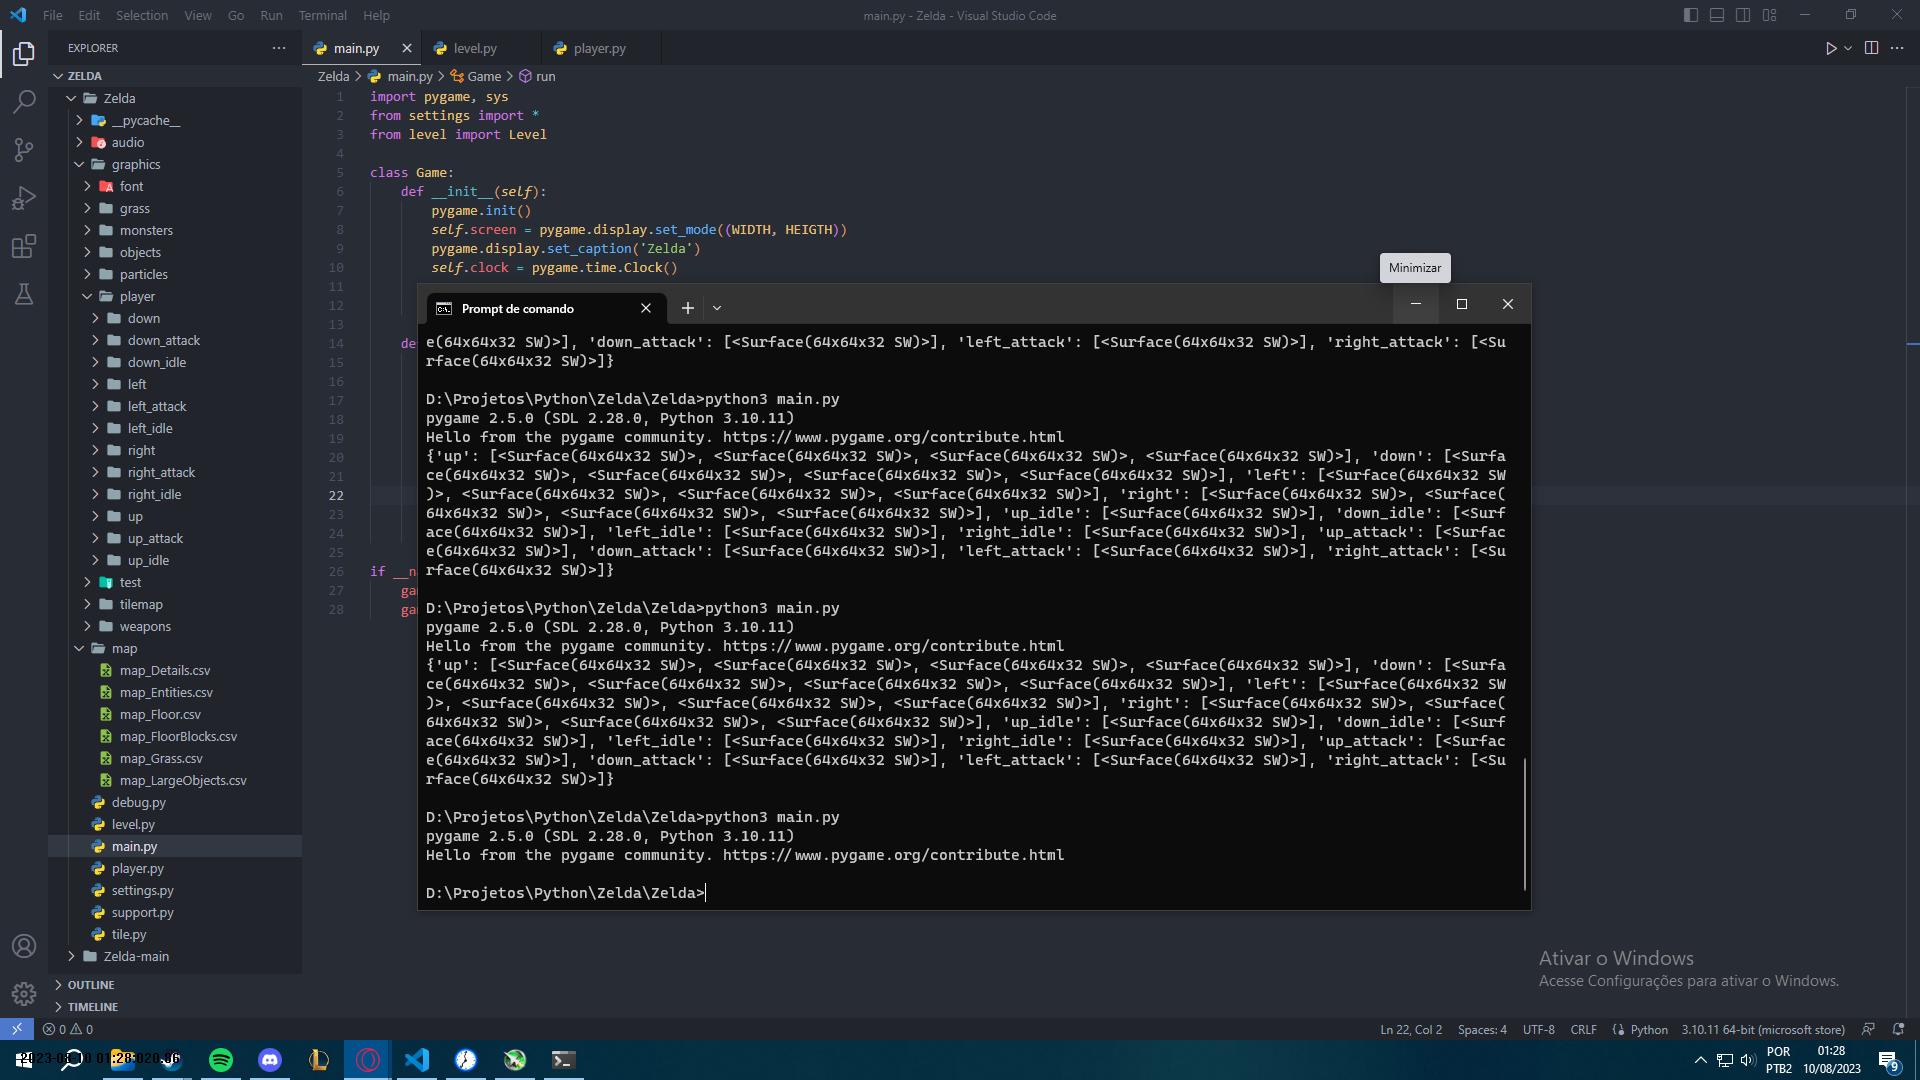 File Edit Selection View Go Run Terminal Help
main.py - Zelda - Visual Studio Code
EXPLORER
ZELDA
Zelda
__pycache__
audio
graphics
font
grass
monsters
objects
particles
player
down
down_attack
down_idle
left
left_attack
left_idle
right
right_attack
right_idle
up
up_attack
up_idle
test
tilemap
weapons
map
map_Details.csv
map_Entities.csv
map_Floor.csv
map_FloorBlocks.csv
map_Grass.csv
map_LargeObjects.csv
debug.py
level.py
main.py
player.py
settings.py
support.py
tile.py
Zelda-main
OUTLINE
TIMELINE
main.py level.py player.py
Zelda > main.py > Game > run
1 import pygame, sys
2 from settings import *
3 from level import Level
4
5 class Game:
6 def __init__(self):
7 pygame.init()
8 self.screen = pygame.display.set_mode((WIDTH, HEIGTH))
9 pygame.display.set_caption('Zelda')
10 self.clock = pygame.time.Clock()
11
12
13
14 de
15
16
17
18
19
20
21
22
23
24
25
26 if __n
27 ga
28 ga
Minimizar
Prompt de comando
e(64x64x32 SW)>], 'down_attack': [<Surface(64x64x32 SW)>], 'left_attack': [<Surface(64x64x32 SW)>], 'right_attack': [<Su
rface(64x64x32 SW)>]}
D:\Projetos\Python\Zelda\Zelda>python3 main.py
pygame 2.5.0 (SDL 2.28.0, Python 3.10.11)
Hello from the pygame community. https://www.pygame.org/contribute.html
{'up': [<Surface(64x64x32 SW)>, <Surface(64x64x32 SW)>, <Surface(64x64x32 SW)>, <Surface(64x64x32 SW)>], 'down': [<Surfa
ce(64x64x32 SW)>, <Surface(64x64x32 SW)>, <Surface(64x64x32 SW)>, <Surface(64x64x32 SW)>], 'left': [<Surface(64x64x32 SW
)>, <Surface(64x64x32 SW)>, <Surface(64x64x32 SW)>, <Surface(64x64x32 SW)>], 'right': [<Surface(64x64x32 SW)>, <Surface(
64x64x32 SW)>, <Surface(64x64x32 SW)>, <Surface(64x64x32 SW)>], 'up_idle': [<Surface(64x64x32 SW)>], 'down_idle': [<Surf
ace(64x64x32 SW)>], 'left_idle': [<Surface(64x64x32 SW)>], 'right_idle': [<Surface(64x64x32 SW)>], 'up_attack': [<Surfac
e(64x64x32 SW)>], 'down_attack': [<Surface(64x64x32 SW)>], 'left_attack': [<Surface(64x64x32 SW)>], 'right_attack': [<Su
rface(64x64x32 SW)>]}
D:\Projetos\Python\Zelda\Zelda>python3 main.py
pygame 2.5.0 (SDL 2.28.0, Python 3.10.11)
Hello from the pygame community. https://www.pygame.org/contribute.html
{'up': [<Surface(64x64x32 SW)>, <Surface(64x64x32 SW)>, <Surface(64x64x32 SW)>, <Surface(64x64x32 SW)>], 'down': [<Surfa
ce(64x64x32 SW)>, <Surface(64x64x32 SW)>, <Surface(64x64x32 SW)>, <Surface(64x64x32 SW)>], 'left': [<Surface(64x64x32 SW
)>, <Surface(64x64x32 SW)>, <Surface(64x64x32 SW)>, <Surface(64x64x32 SW)>], 'right': [<Surface(64x64x32 SW)>, <Surface(
64x64x32 SW)>, <Surface(64x64x32 SW)>, <Surface(64x64x32 SW)>], 'up_idle': [<Surface(64x64x32 SW)>], 'down_idle': [<Surf
ace(64x64x32 SW)>], 'left_idle': [<Surface(64x64x32 SW)>], 'right_idle': [<Surface(64x64x32 SW)>], 'up_attack': [<Surfac
e(64x64x32 SW)>], 'down_attack': [<Surface(64x64x32 SW)>], 'left_attack': [<Surface(64x64x32 SW)>], 'right_attack': [<Su
rface(64x64x32 SW)>]}
D:\Projetos\Python\Zelda\Zelda>python3 main.py
pygame 2.5.0 (SDL 2.28.0, Python 3.10.11)
Hello from the pygame community. https://www.pygame.org/contribute.html
D:\Projetos\Python\Zelda\Zelda>
Ativar o Windows
Acesse Configurações para ativar o Windows.
0 0
Ln 22, Col 2 Spaces: 4 UTF-8 CRLF Python 3.10.11 64-bit (microsoft store)
POR
PTB2
01:28
10/08/2023
9